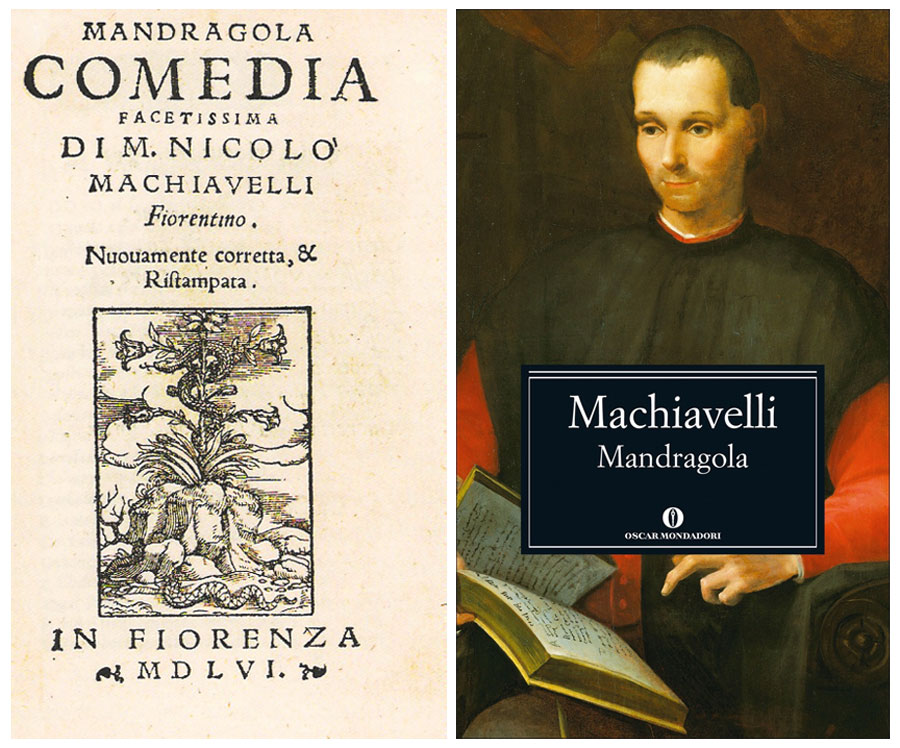 MANDRAGOLA
COMEDIA
FACETISSIMA
DI M. NICOLO'
MACHIAVELLI
Fiorentino.
Nuouamente corretta, &
Riſtampata.
IN FIORENZA
MDLVI.
Machiavelli
Mandragola
OSCAR MONDADORI